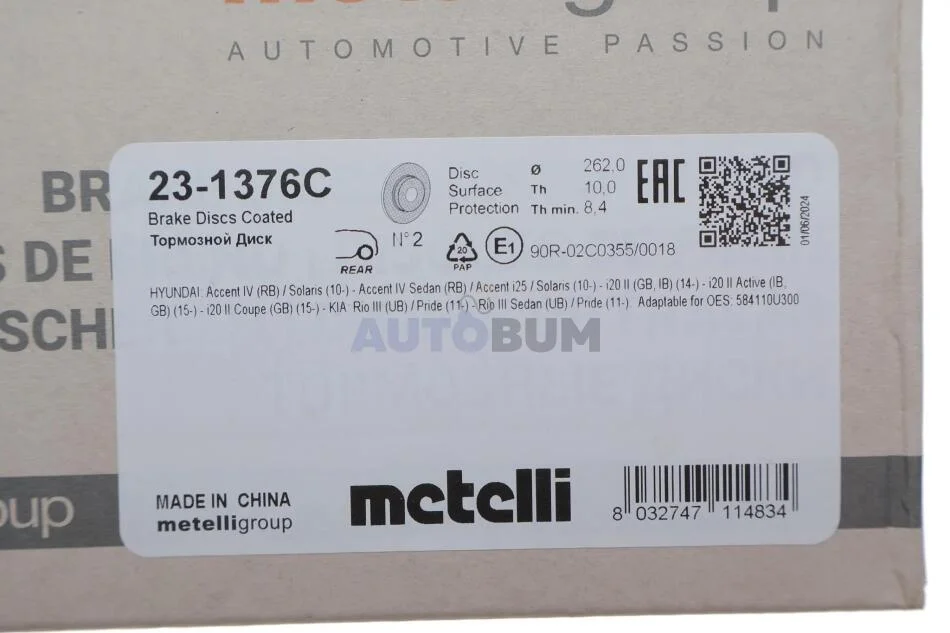 AUTOMOTIVE PASSION
BR
S DE
SCHE
23-1376C
Brake Discs Coated
Тормозной Диск
Disc Ø 262,0
Surface Th 10,0
Protection Th min. 8,4
EAC
01/06/2024
REAR
N° 2
20
PAP
E1
90R-02C0355/0018
HYUNDAI: Accent IV (RB) / Solaris (10-) - Accent IV Sedan (RB) / Accent i25 / Solaris (10-) - i20 II (GB, IB) (14-) - i20 II Active (IB,
GB) (15-) - i20 II Coupe (GB) (15-) - KIA: Rio III (UB) / Pride (11-) - Rio III Sedan (UB) / Pride (11-). Adaptable for OES: 584110U300
AUTOBUM
MADE IN CHINA
metelligroup
metelli
8 032747 114834
oup